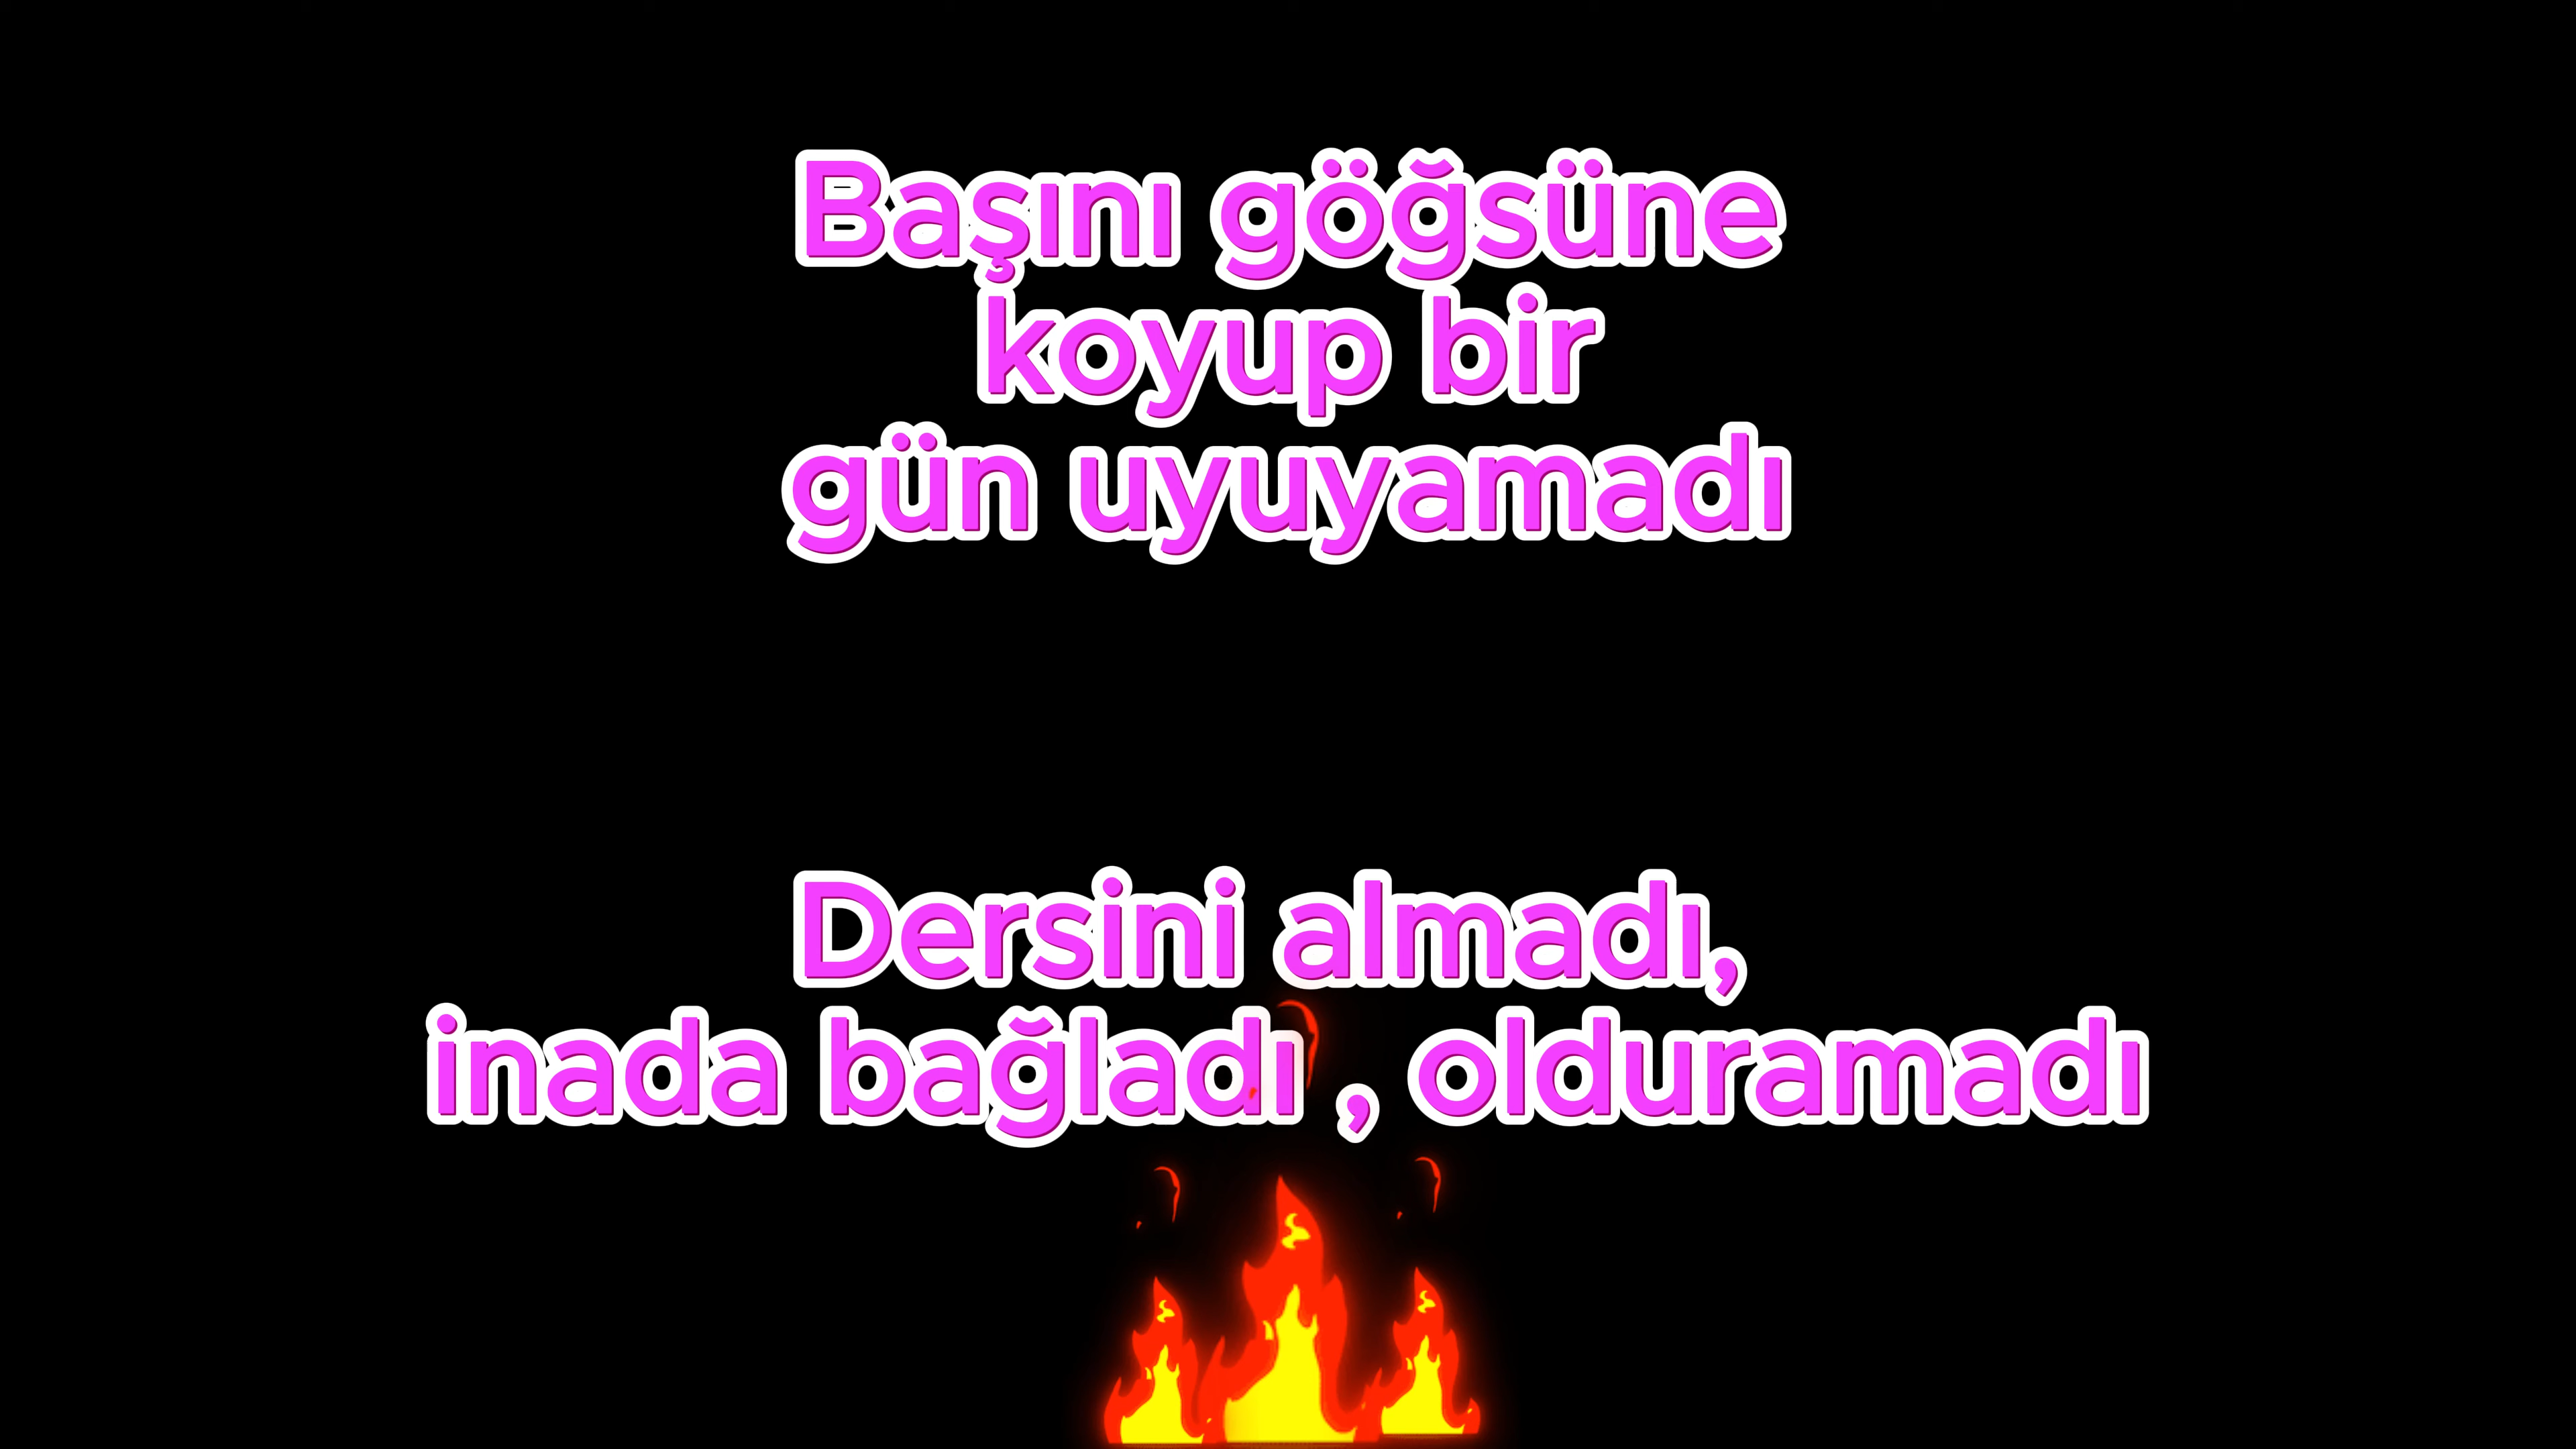 Başını göğsüne
koyup bir
gün uyuyamadı
Dersini almadı,
inada bağladı , olduramadı